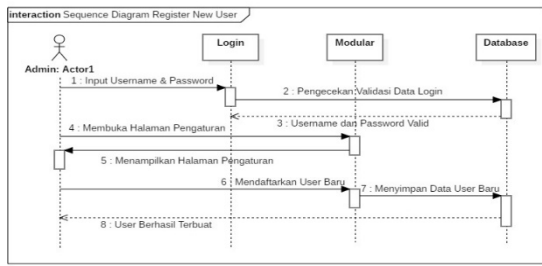 interaction Sequence Diagram Register New User
Login
Modular
Database
Admin: Actor1
1 : Input Username & Password
2 : Pengecekan Validasi Data Login
3 : Username dan Password Valid
4 : Membuka Halaman Pengaturan
5 : Menampilkan Halaman Pengaturan
6 : Mendaftarkan User Baru
7 : Menyimpan Data User Baru
8 : User Berhasil Terbuat